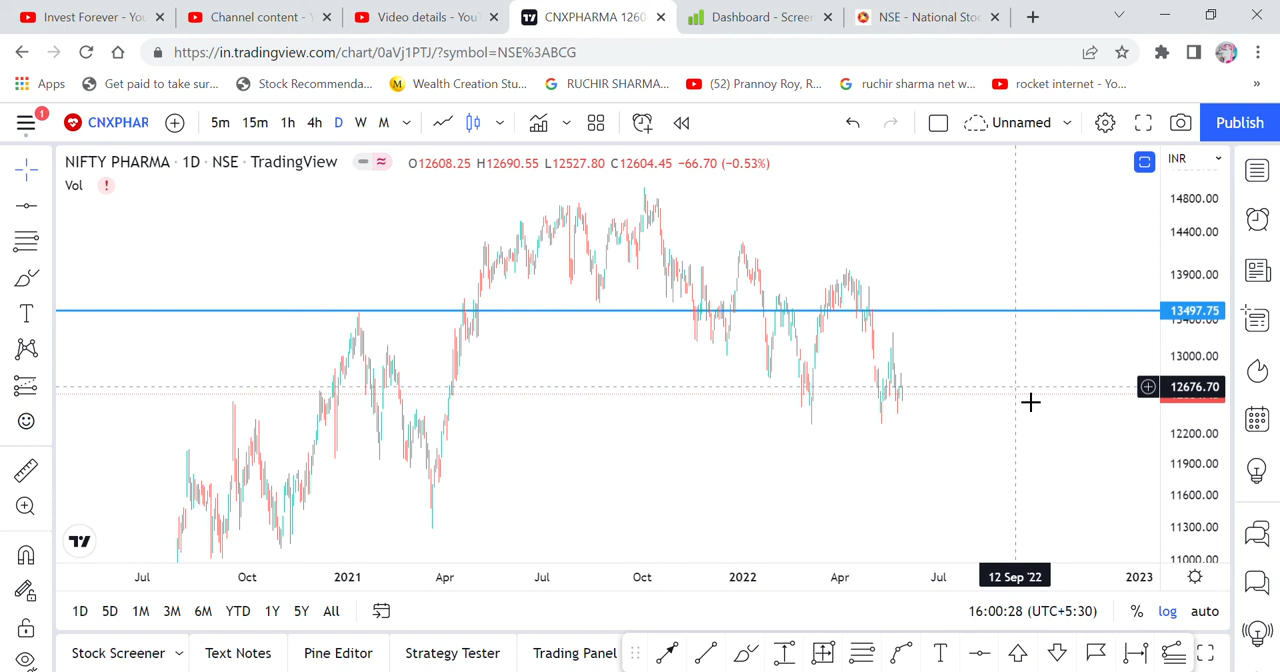 Invest Forever - You
Channel content -
Video details - You
CNXPHARMA 1260
Dashboard - Screer
NSE - National Stoc
https://in.tradingview.com/chart/0aVj1PTJ/?symbol=NSE%3ABCG
Apps
Get paid to take sur...
Stock Recommenda...
Wealth Creation Stu...
RUCHIR SHARMA...
(52) Prannoy Roy, R...
ruchir sharma net w...
rocket internet - Yo...
»
1
CNXPHAR
5m 15m 1h 4h D W M
Unnamed
Publish
NIFTY PHARMA · 1D · NSE · TradingView
O12608.25 H12690.55 L12527.80 C12604.45 −66.70 (−0.53%)
INR
Vol
14800.00
14400.00
13900.00
13497.75
13400.00
13000.00
12676.70
12200.00
11900.00
11600.00
11300.00
11000.00
Jul Oct 2021 Apr Jul Oct 2022 Apr Jul 12 Sep '22 2023
1D 5D 1M 3M 6M YTD 1Y 5Y All
16:00:28 (UTC+5:30) % log auto
Stock Screener Text Notes Pine Editor Strategy Tester Trading Panel